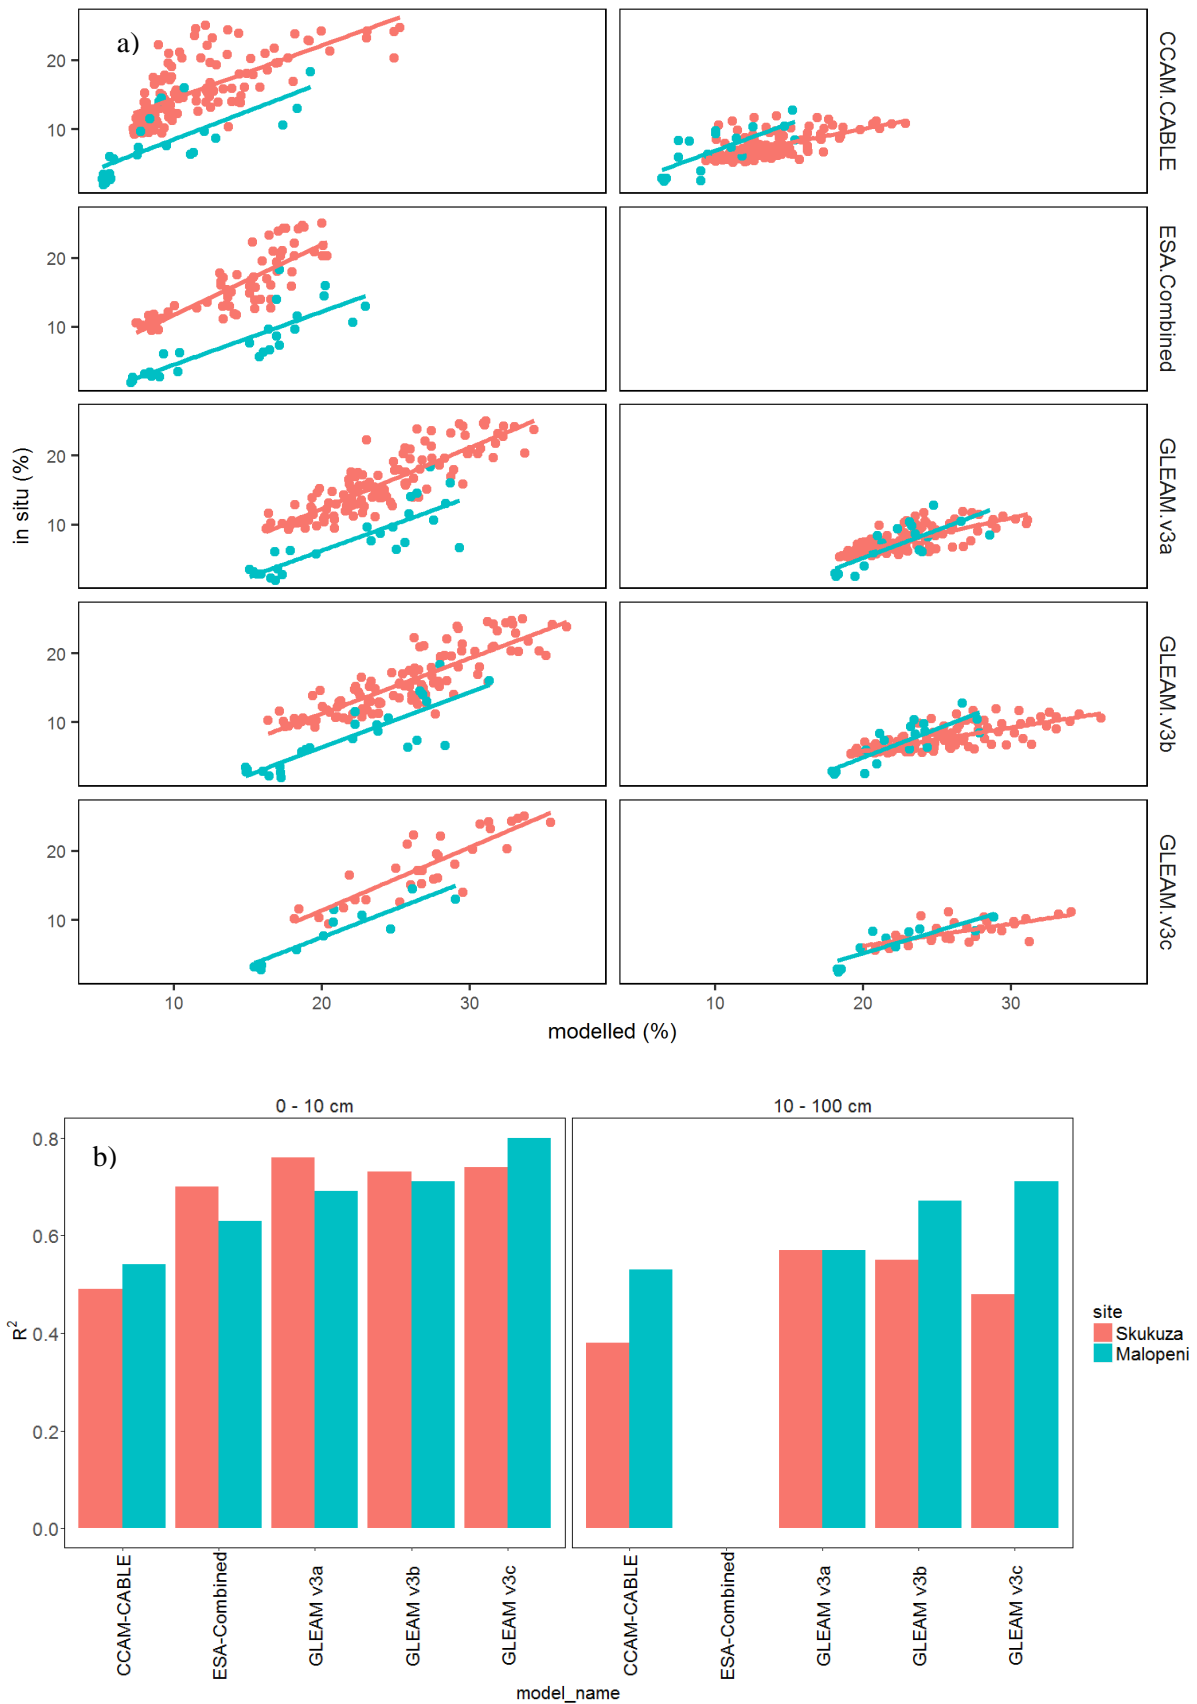 a)
20
10
CCAM.CABLE
20
10
ESA.Combined
in situ (%)
20
10
GLEAM.v3a
20
10
GLEAM.v3b
20
10
GLEAM.v3c
10 20 30 10 20 30
modelled (%)
0 - 10 cm 10 - 100 cm
b)
0.8
0.6
0.4
0.2
0.0
R²
site
Skukuza
Malopeni
CCAM-CABLE
ESA-Combined
GLEAM v3a
GLEAM v3b
GLEAM v3c
CCAM-CABLE
ESA-Combined
GLEAM v3a
GLEAM v3b
GLEAM v3c
model_name